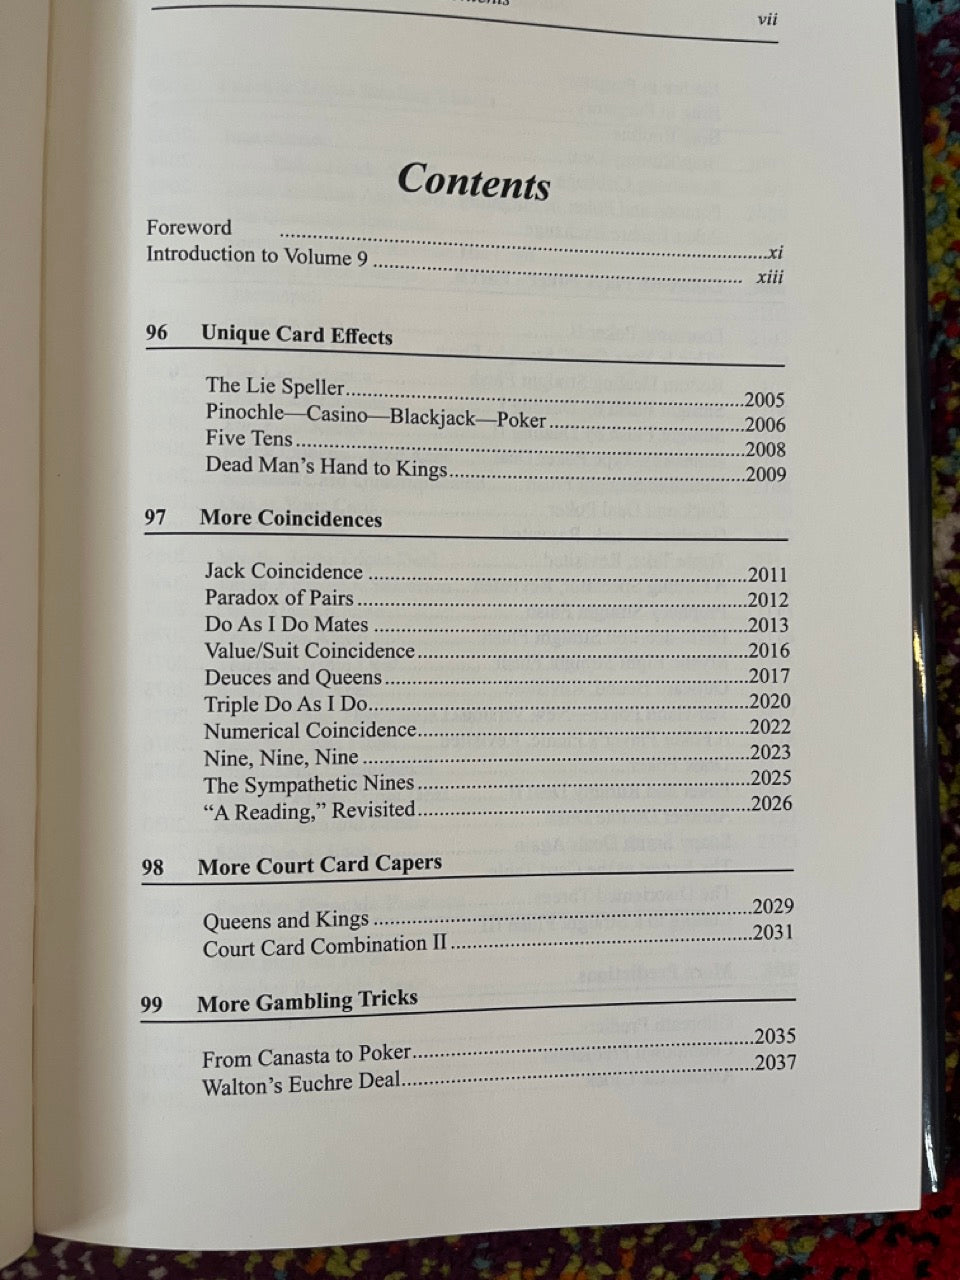 vii
Contents
Foreword ........................................xi
Introduction to Volume 9 ........................................ xiii
96 Unique Card Effects
The Lie Speller........................................2005
Pinochle—Casino—Blackjack—Poker........................................2006
Five Tens........................................2008
Dead Man's Hand to Kings........................................2009
97 More Coincidences
Jack Coincidence ........................................2011
Paradox of Pairs........................................2012
Do As I Do Mates ........................................2013
Value/Suit Coincidence........................................2016
Deuces and Queens........................................2017
Triple Do As I Do........................................2020
Numerical Coincidence........................................2022
Nine, Nine, Nine ........................................2023
The Sympathetic Nines ........................................2025
“A Reading,” Revisited........................................2026
98 More Court Card Capers
Queens and Kings ........................................2029
Court Card Combination II ........................................2031
99 More Gambling Tricks
From Canasta to Poker........................................2035
Walton's Euchre Deal........................................2037